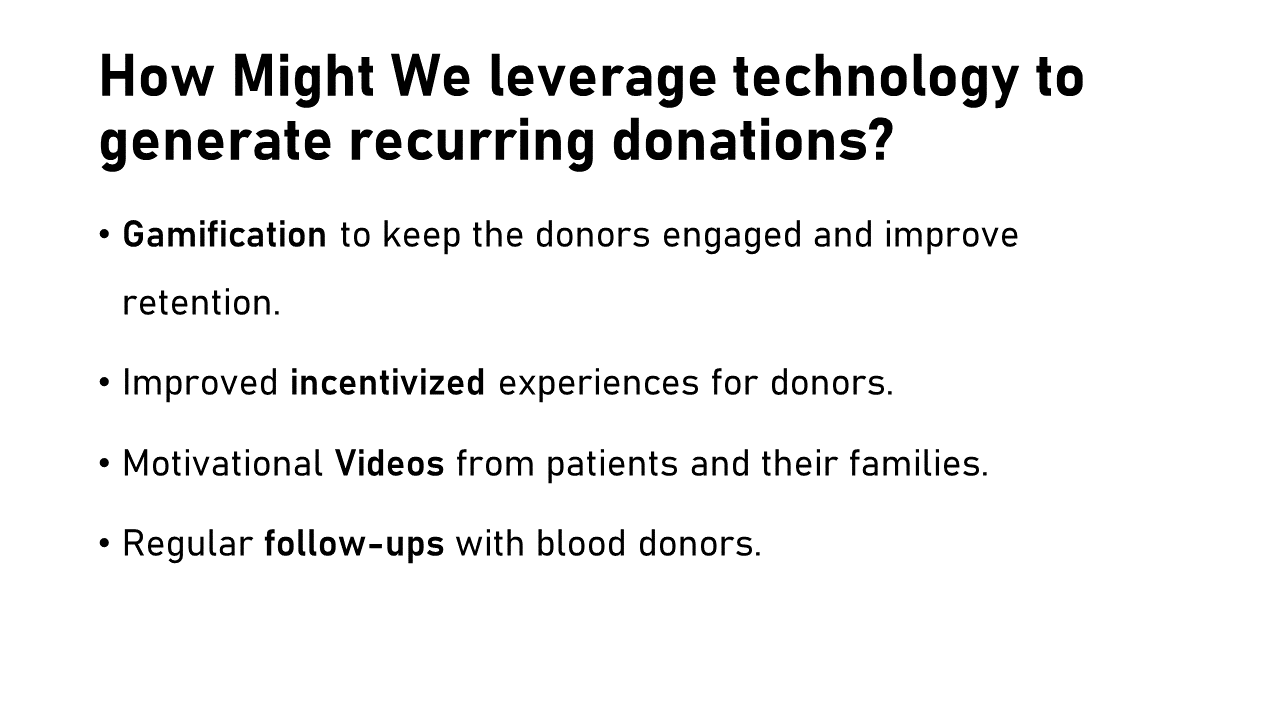 How Might We leverage technology to
generate recurring donations?
• Gamification to keep the donors engaged and improve
retention.
• Improved incentivized experiences for donors.
• Motivational Videos from patients and their families.
• Regular follow-ups with blood donors.